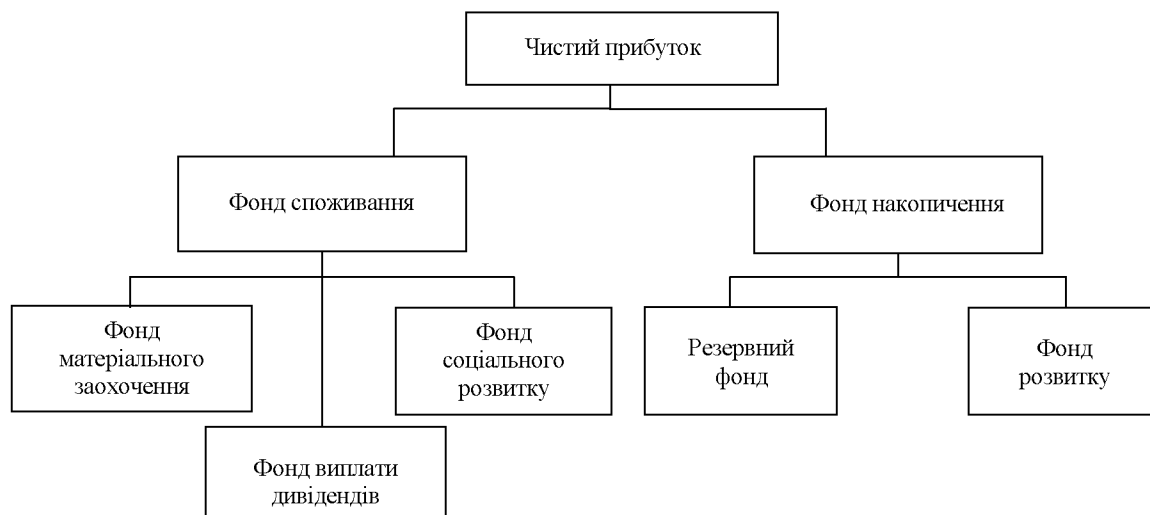 Чистий прибуток
Фонд споживання
Фонд накопичення
Фонд
матеріального
заохочення
Фонд
соціального
розвитку
Резервний
фонд
Фонд
розвитку
Фонд виплати
дивідендів